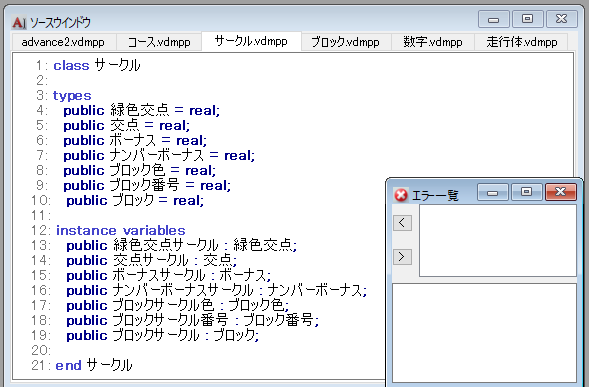 ソースウインドウ
advance2.vdmpp コース.vdmpp サークル.vdmpp ブロック.vdmpp 数字.vdmpp 走行体.vdmpp
1: class サークル
2:
3: types
4: public 緑色交点 = real;
5: public 交点 = real;
6: public ボーナス = real;
7: public ナンバーボーナス = real;
8: public ブロック色 = real;
9: public ブロック番号 = real;
10: public ブロック = real;
11:
12: instance variables
13: public 緑色交点サークル : 緑色交点;
14: public 交点サークル : 交点;
15: public ボーナスサークル : ボーナス;
16: public ナンバーボーナスサークル : ナンバーボーナス;
17: public ブロックサークル色 : ブロック色;
18: public ブロックサークル番号 : ブロック番号;
19: public ブロックサークル : ブロック;
20:
21: end サークル
エラー一覧
<
>